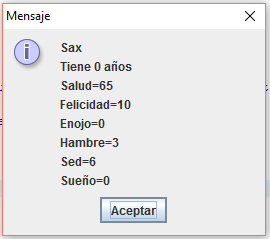 Mensaje
Sax
Tiene 0 años
Salud=65
Felicidad=10
Enojo=0
Hambre=3
Sed=6
Sueño=0
Aceptar